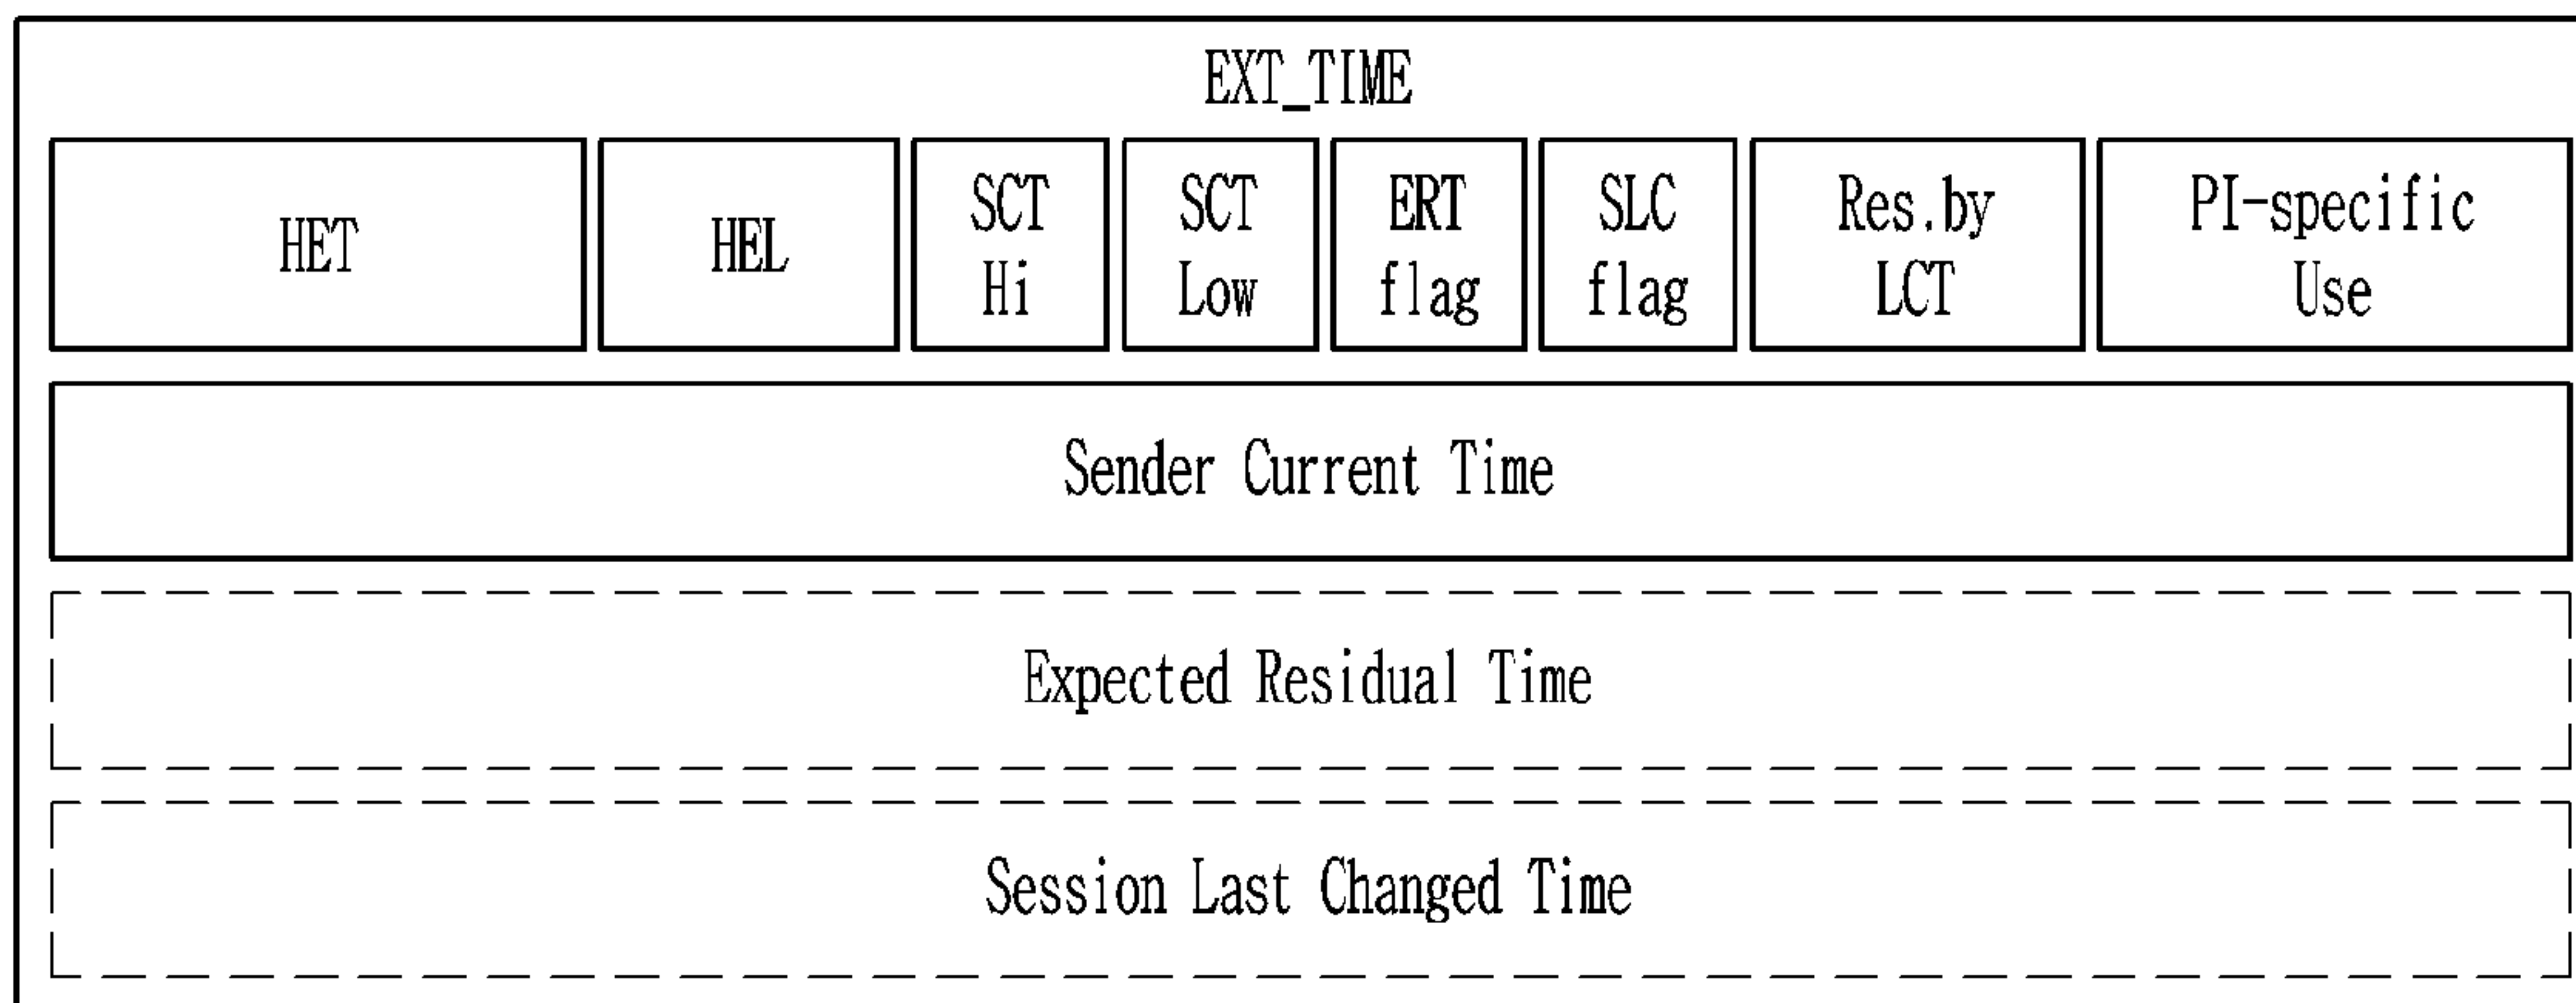 EXT_TIME
HET
HEL
SCT
Hi
SCT
Low
ERT
flag
SLC
flag
Res.by
LCT
PI-specific
Use
Sender Current Time
Expected Residual Time
Session Last Changed Time